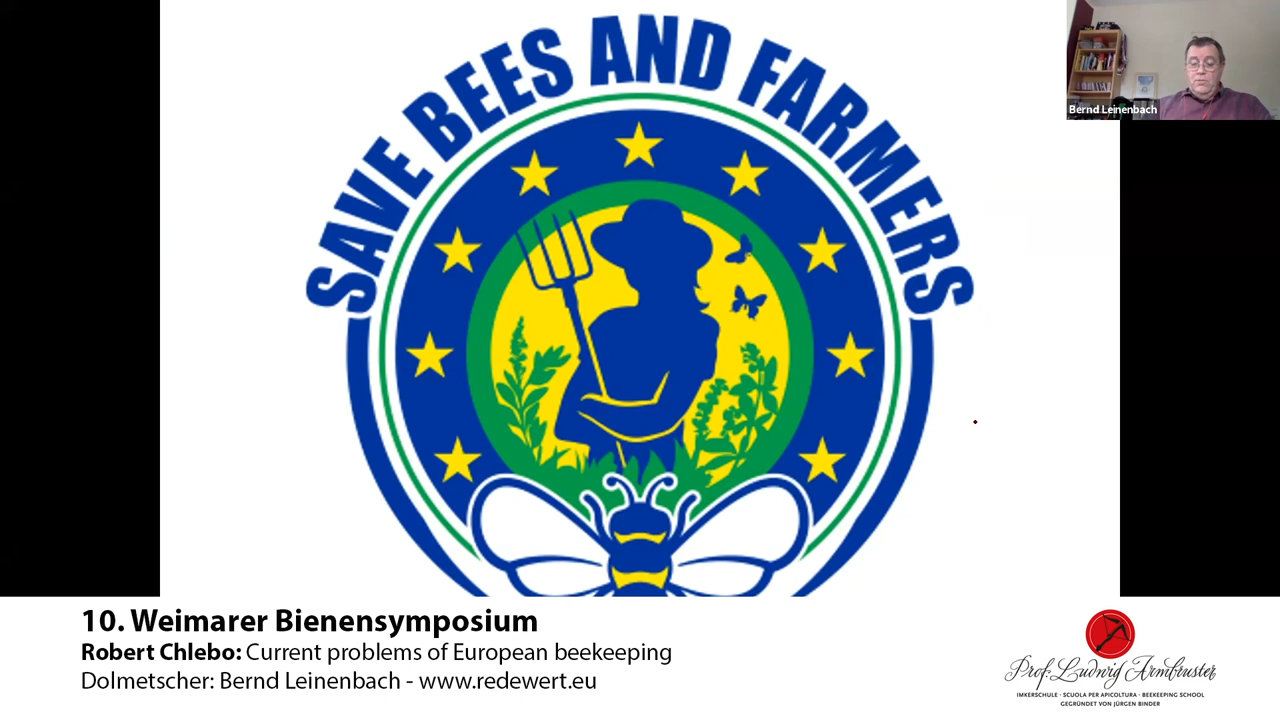 SAVE BEES AND FARMERS
Bernd Leinenbach
10. Weimarer Bienensymposium
Robert Chlebo: Current problems of European beekeeping
Dolmetscher: Bernd Leinenbach - www.redewert.eu
Prof. Ludwig Armbruster
IMKERSCHULE · SCUOLA PER APICOLTURA · BEEKEEPING SCHOOL
GEGRÜNDET VON JÜRGEN BINDER